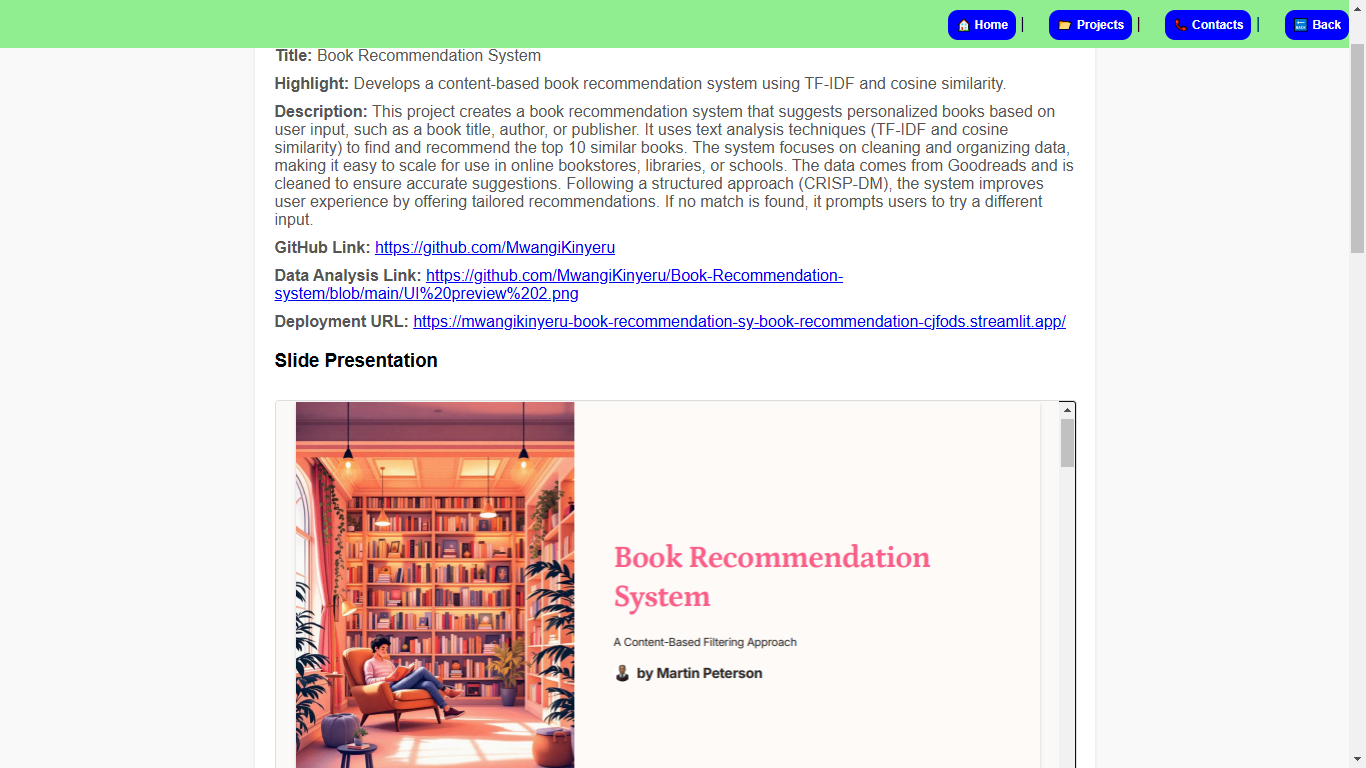 Home | Projects | Contacts | Back
Title: Book Recommendation System
Highlight: Develops a content-based book recommendation system using TF-IDF and cosine similarity.
Description: This project creates a book recommendation system that suggests personalized books based on
user input, such as a book title, author, or publisher. It uses text analysis techniques (TF-IDF and cosine
similarity) to find and recommend the top 10 similar books. The system focuses on cleaning and organizing data,
making it easy to scale for use in online bookstores, libraries, or schools. The data comes from Goodreads and is
cleaned to ensure accurate suggestions. Following a structured approach (CRISP-DM), the system improves
user experience by offering tailored recommendations. If no match is found, it prompts users to try a different
input.
GitHub Link: https://github.com/MwangiKinyeru
Data Analysis Link: https://github.com/MwangiKinyeru/Book-Recommendation-
system/blob/main/UI%20preview%202.png
Deployment URL: https://mwangikinyeru-book-recommendation-sy-book-recommendation-cjfods.streamlit.app/
Slide Presentation
Book Recommendation
System
A Content-Based Filtering Approach
by Martin Peterson